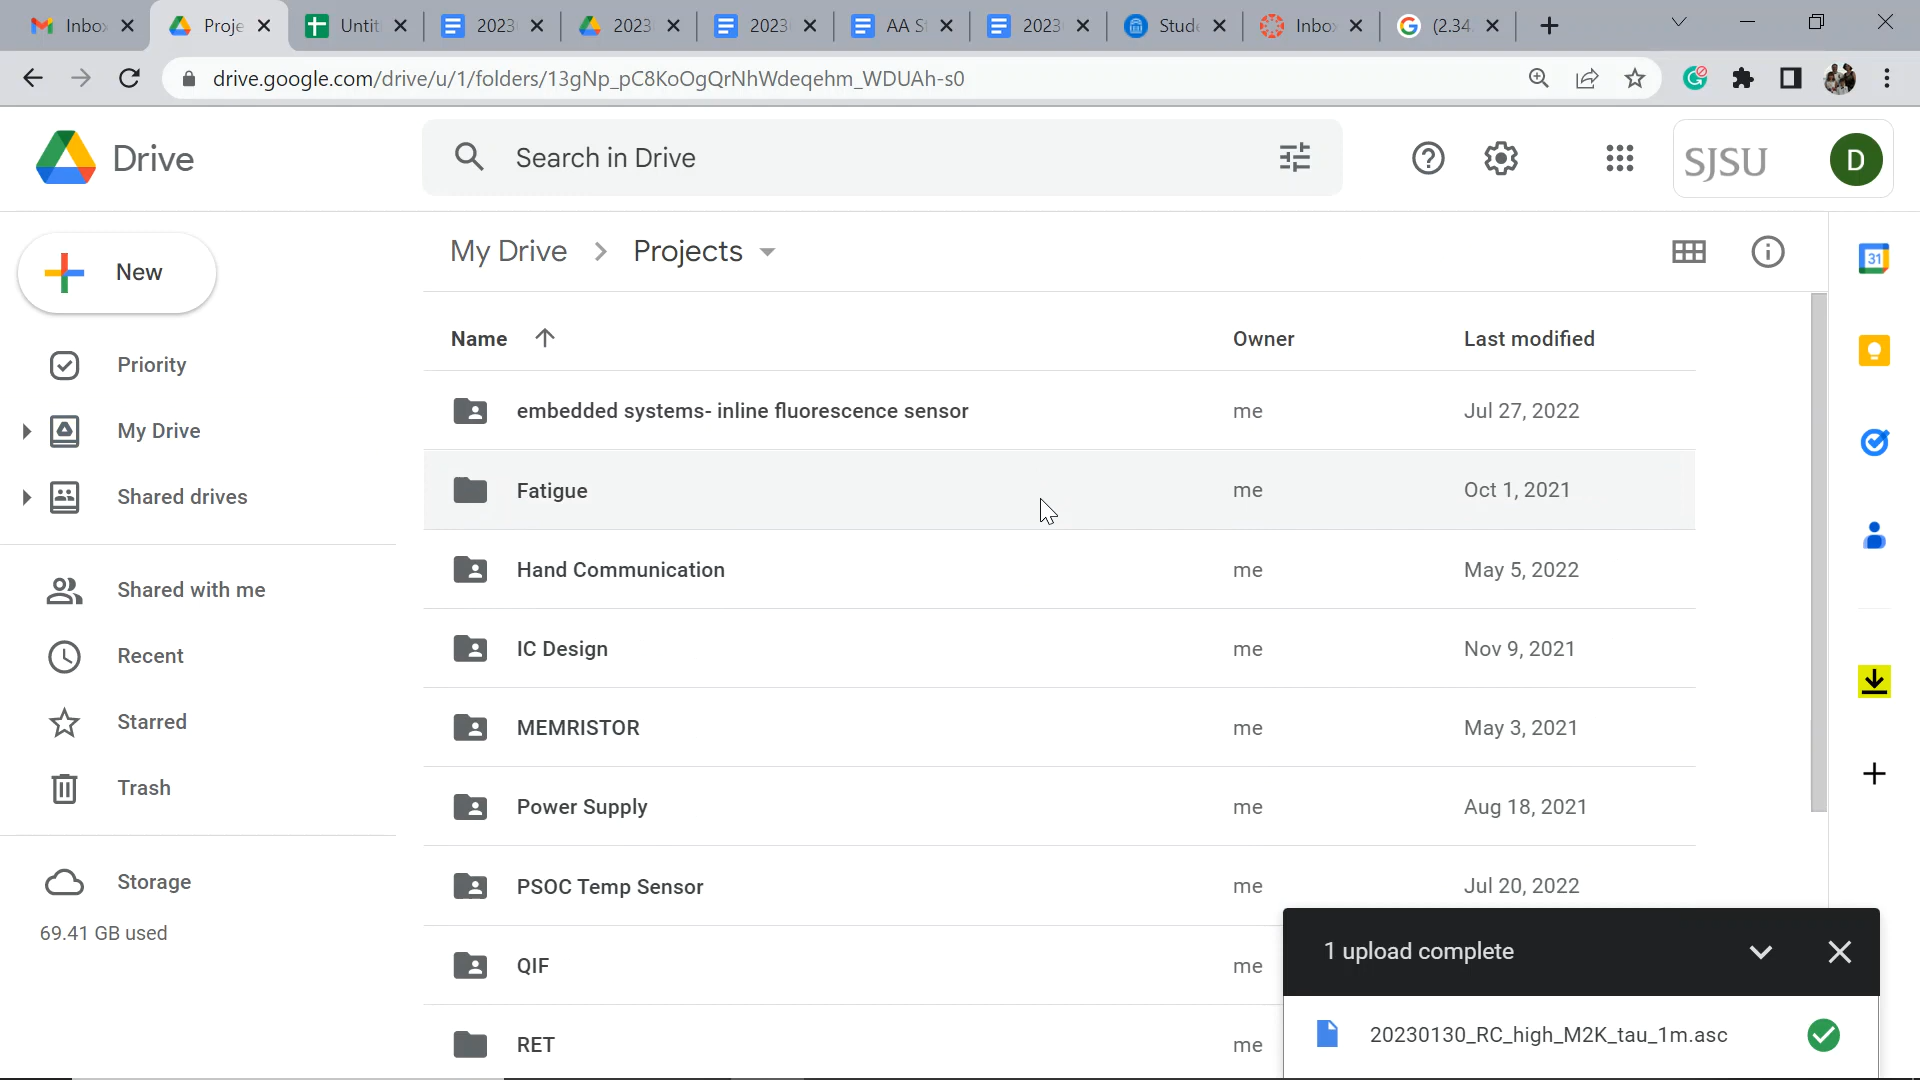 Inbo
Proje
Untit
2023
2023
2023
AA S
2023
Stude
Inbo
(2.34
drive.google.com/drive/u/1/folders/13gNp_pC8KoOgQrNhWdeqehm_WDUAh-s0
Drive
Search in Drive
SJSU
D
New
My Drive
Projects
31
Name
Owner
Last modified
Priority
My Drive
Shared drives
Shared with me
Recent
Starred
Trash
Storage
69.41 GB used
embedded systems- inline fluorescence sensor me Jul 27, 2022
Fatigue me Oct 1, 2021
Hand Communication me May 5, 2022
IC Design me Nov 9, 2021
MEMRISTOR me May 3, 2021
Power Supply me Aug 18, 2021
PSOC Temp Sensor me Jul 20, 2022
QIF me
RET me
1 upload complete
20230130_RC_high_M2K_tau_1m.asc